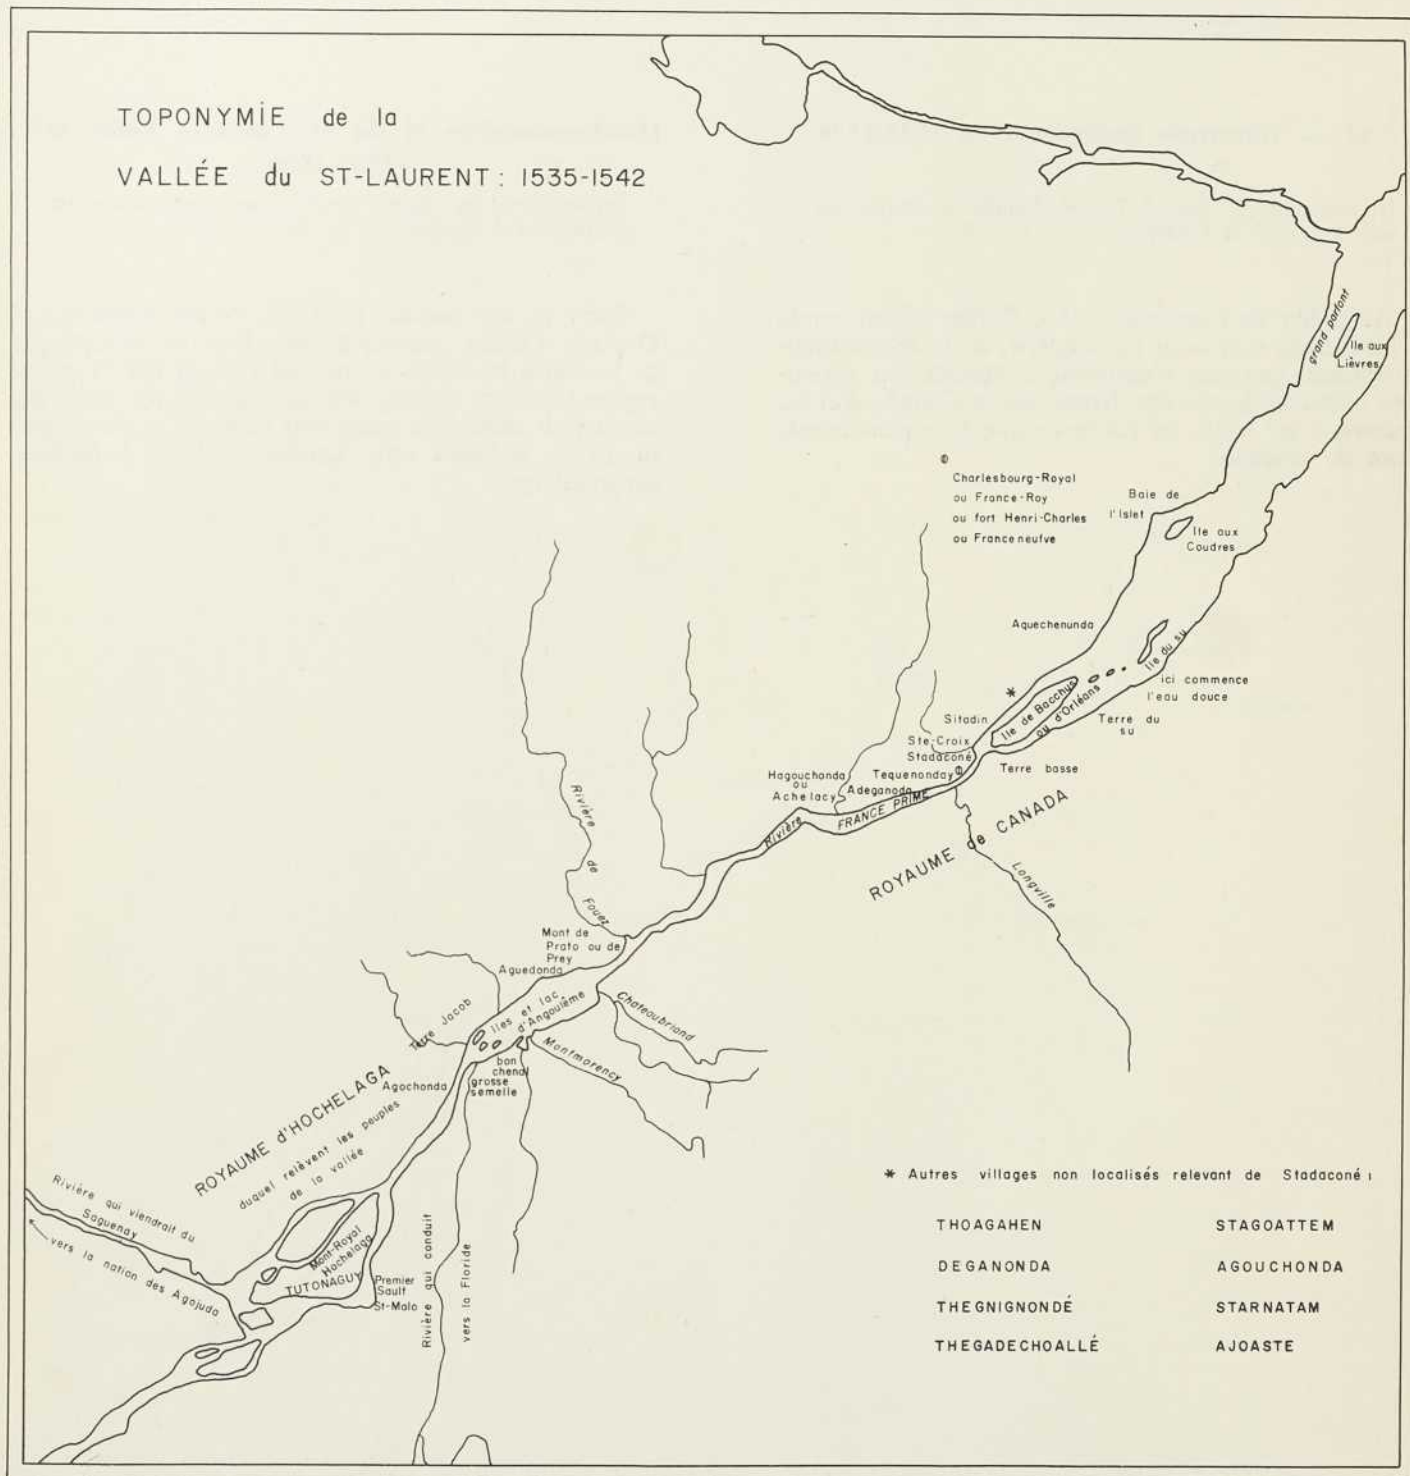 TOPONYMIE de la
VALLÉE du ST-LAURENT : 1535-1542
grand parfont
Ile aux
Lièvres
Charlesbourg-Royal
ou France-Roy
ou fort Henri-Charles
ou Franceneufve
Baie de
l'Islet
Ile aux
Coudres
Aquechenunda
*
Ile du su
ici commence
l'eau douce
Ile de Bacchus
ou d'Orléans
Terre du
su
Sitadin
Ste-Croix
Stadaconé
Tequenonday
Terre basse
Hagouchonda
ou
Achelacy
Adeganoda
Rivière
FRANCE PRIME
ROYAUME de CANADA
Longville
Rivière de Fouez
Mont de
Prato ou de
Prey
Aguedonda
Iles et lac
d'Angoulême
Chateaubriand
Montmorency
Terre Jacob
bon
chenal
grosse
semelle
Agochonda
ROYAUME d'HOCHELAGA
duquel relèvent les peuples
de la vallée
Rivière qui viendrait du
Saguenay
vers la nation des Agojuda
Mont-Royal
Hochelaga
TUTONAGUY
Premier
Sault
St-Malo
Rivière qui conduit
vers la Floride
* Autres villages non localisés relevant de Stadaconé :
THOAGAHEN STAGOATTEM
DEGANONDA AGOUCHONDA
THEGNIGNONDÉ STARNATAM
THEGADECHOALLÉ AJOASTE